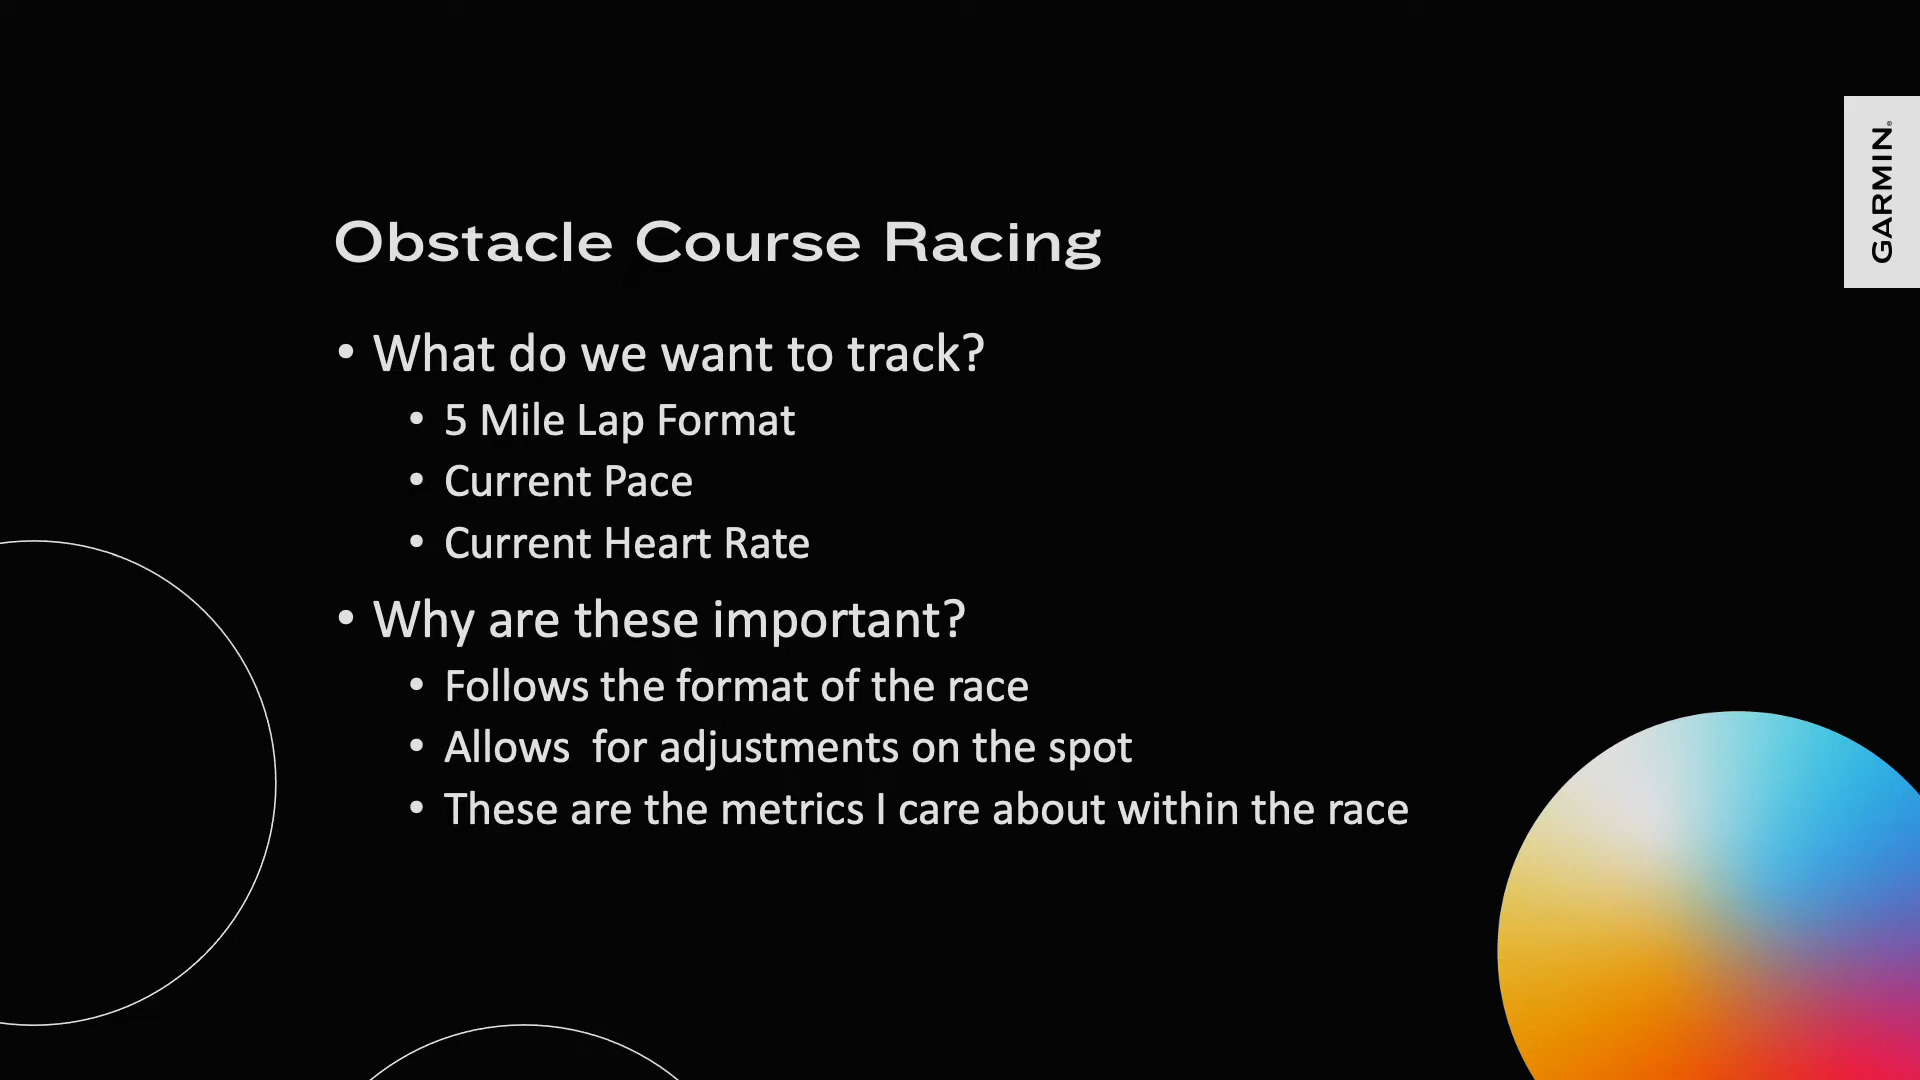 GARMIN®
Obstacle Course Racing
• What do we want to track?
• 5 Mile Lap Format
• Current Pace
• Current Heart Rate
• Why are these important?
• Follows the format of the race
• Allows  for adjustments on the spot
• These are the metrics I care about within the race